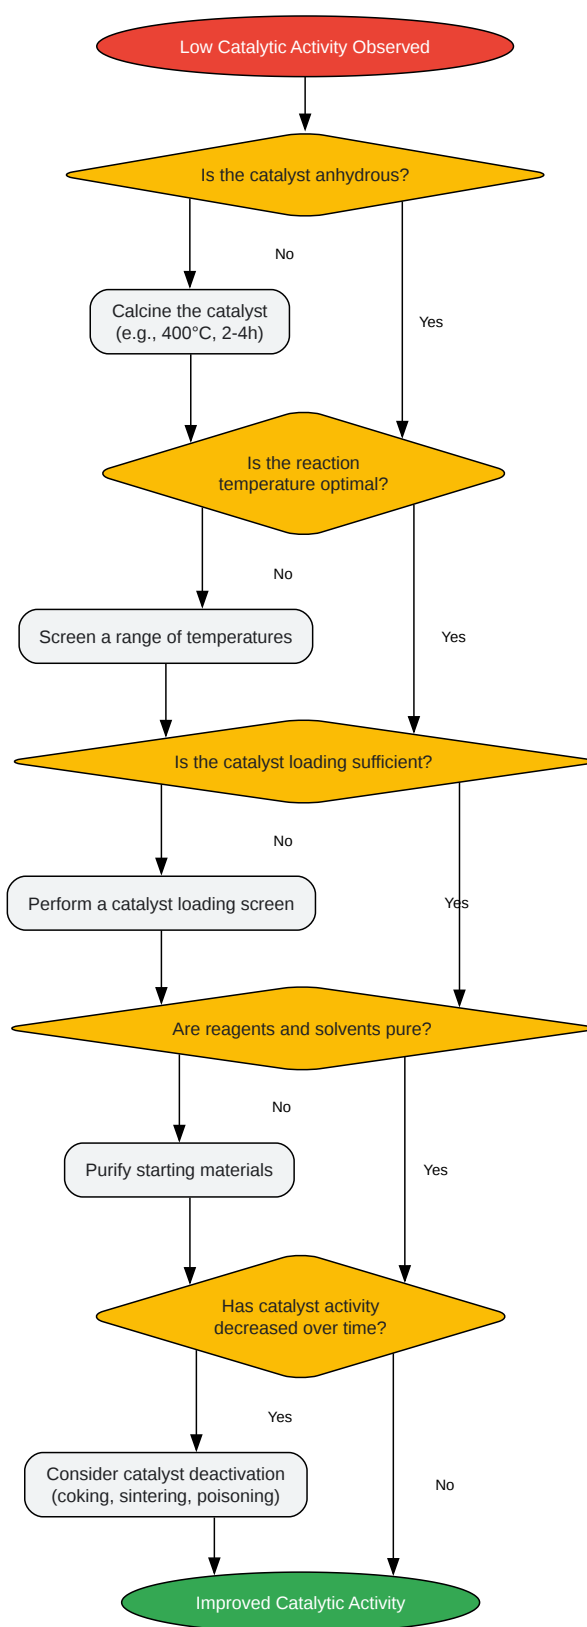 Low Catalytic Activity Observed
Is the catalyst anhydrous?
No
Calcine the catalyst
(e.g., 400°C, 2-4h)
Yes
Is the reaction
temperature optimal?
No
Screen a range of temperatures
Yes
Is the catalyst loading sufficient?
No
Perform a catalyst loading screen
Yes
Are reagents and solvents pure?
No
Purify starting materials
Yes
Has catalyst activity
decreased over time?
Yes
Consider catalyst deactivation
(coking, sintering, poisoning)
No
Improved Catalytic Activity